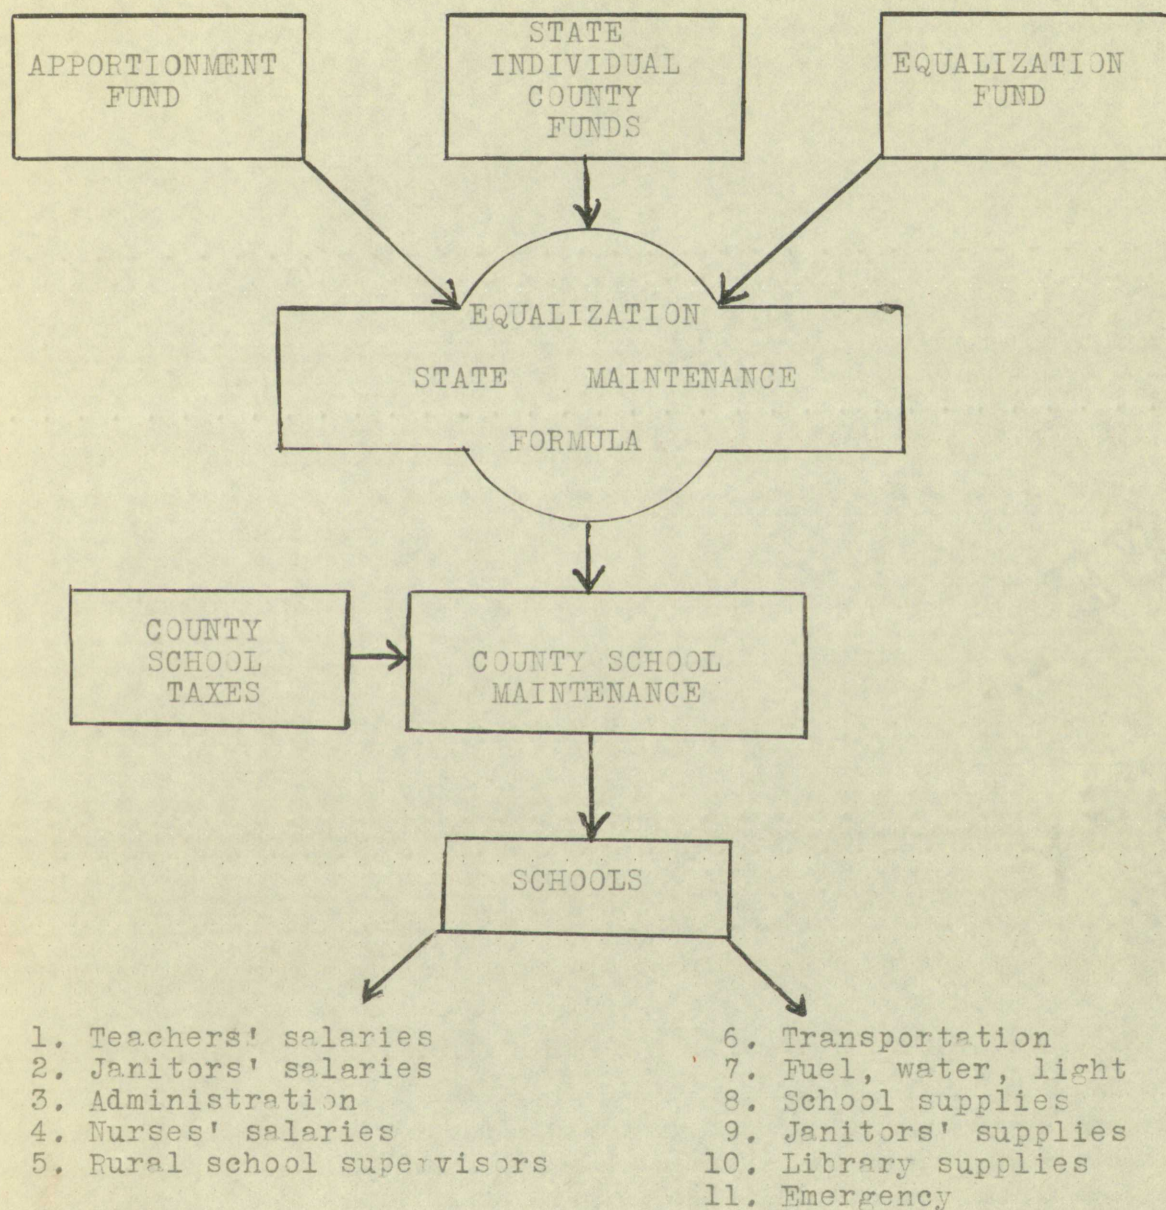 APPORTIONMENT
FUND
STATE
INDIVIDUAL
COUNTY
FUNDS
EQUALIZATION
FUND
EQUALIZATION
STATE MAINTENANCE
FORMULA
COUNTY
SCHOOL
TAXES
COUNTY SCHOOL
MAINTENANCE
SCHOOLS
1. Teachers' salaries
2. Janitors' salaries
3. Administration
4. Nurses' salaries
5. Rural school supervisors
6. Transportation
7. Fuel, water, light
8. School supplies
9. Janitors' supplies
10. Library supplies
11. Emergency